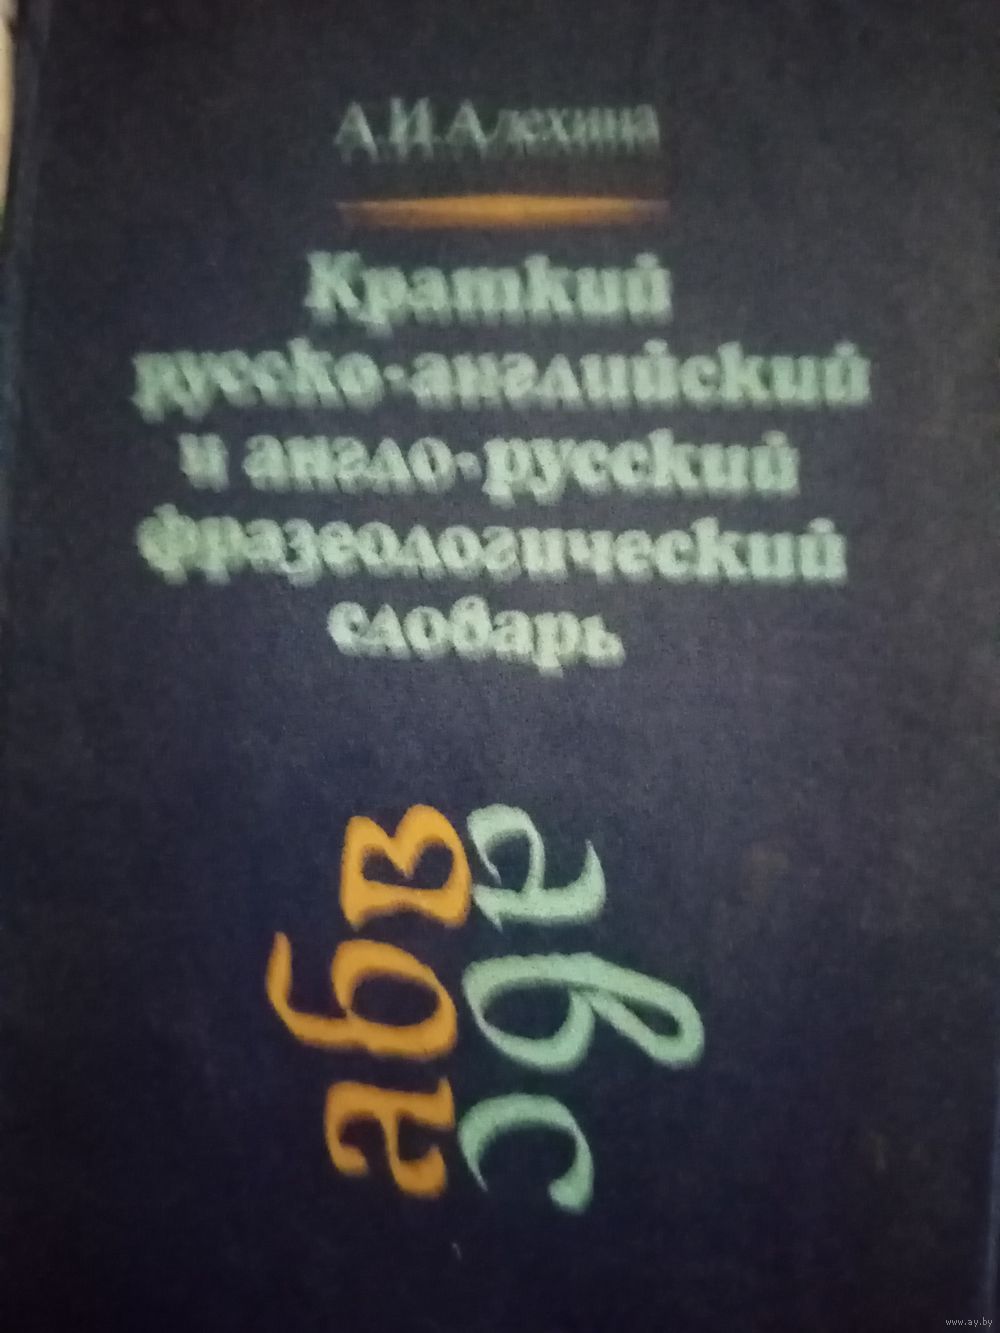 А.И.Алехина
Краткий
русско-английский
и англо-русский
фразеологический
словарь
абв
abc
www.ay.by